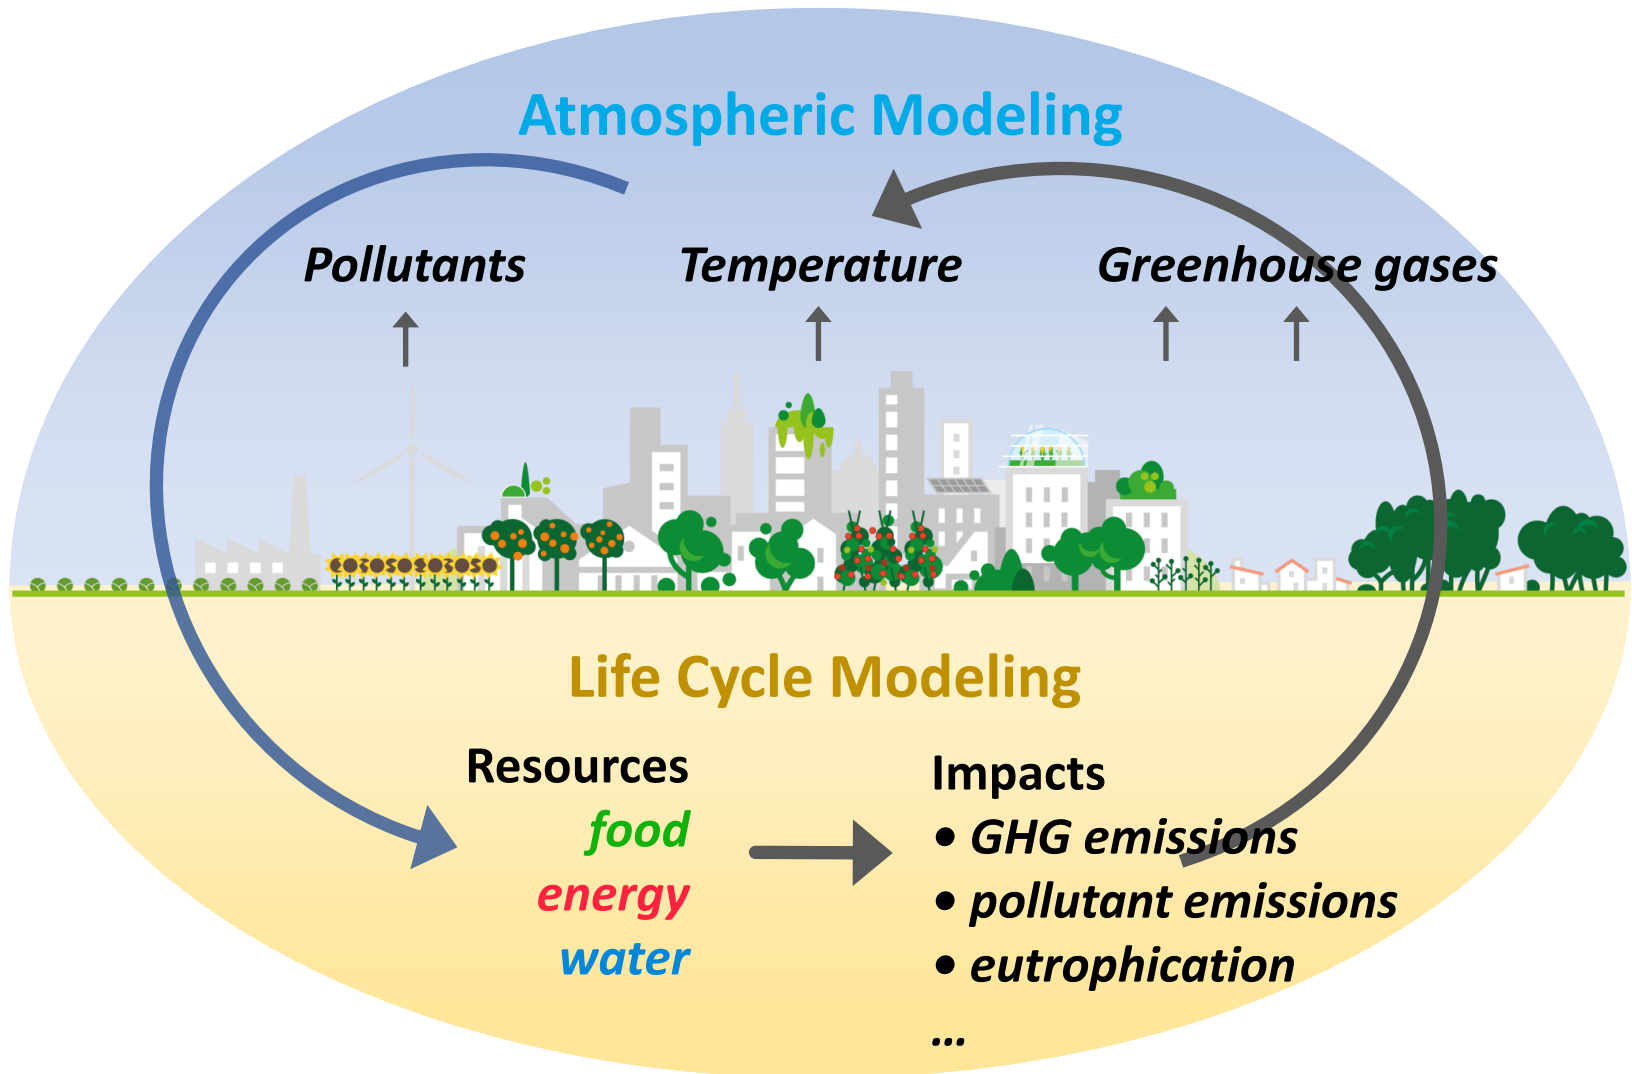 Atmospheric Modeling
Pollutants
Temperature
Greenhouse gases
Life Cycle Modeling
Resources
food
energy
water
Impacts
• GHG emissions
• pollutant emissions
• eutrophication
...